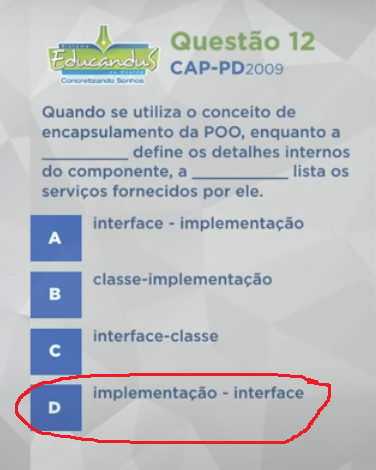 Sistema
Educandus
de Ensino
Concretizando Sonhos
Questão 12
CAP-PD2009
Quando se utiliza o conceito de
encapsulamento da POO, enquanto a
_________ define os detalhes internos
do componente, a __________ lista os
serviços fornecidos por ele.
A interface - implementação
B classe-implementação
C interface-classe
D implementação - interface